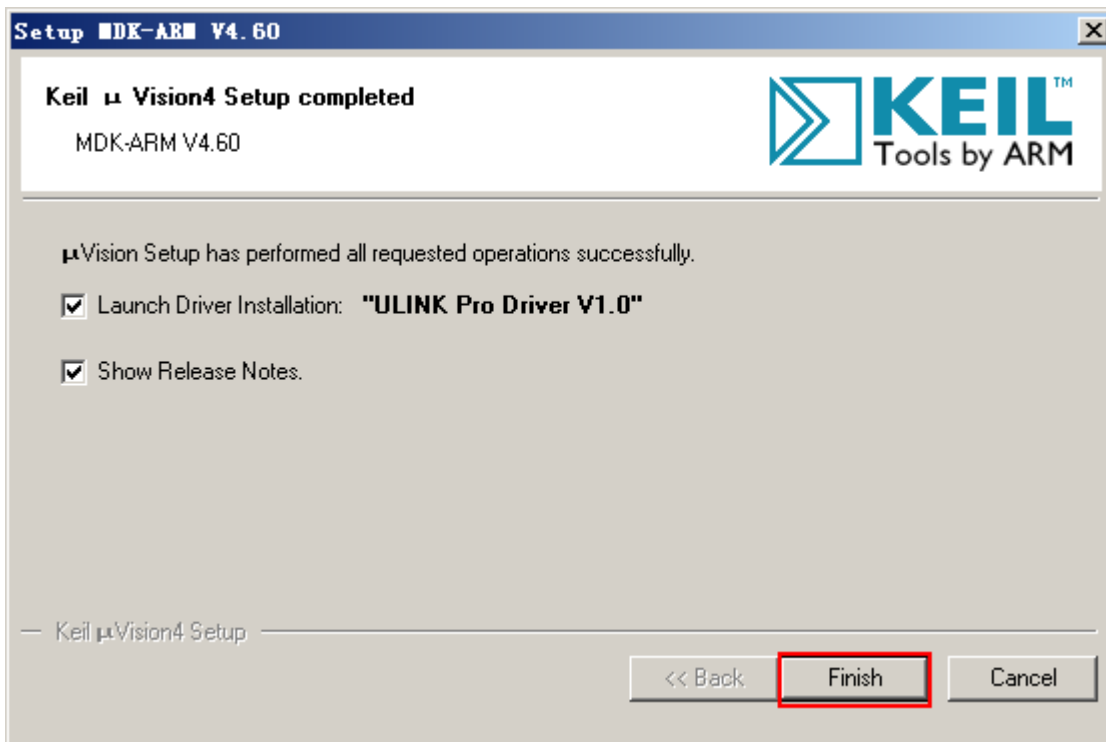 Setup MDK-ARM V4.60
Keil μ Vision4 Setup completed
MDK-ARM V4.60
KEIL™
Tools by ARM
μVision Setup has performed all requested operations successfully.
Launch Driver Installation: "ULINK Pro Driver V1.0"
Show Release Notes.
Keil μVision4 Setup
<< Back Finish Cancel